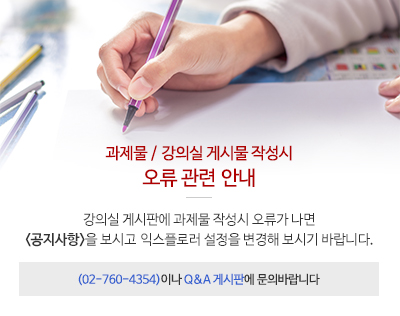 과제물 / 강의실 게시물 작성시
오류 관련 안내
강의실 게시판에 과제물 작성시 오류가 나면
<공지사항>을 보시고 익스플로러 설정을 변경해 보시기 바랍니다.
(02-760-4354)이나 Q&A 게시판에 문의바랍니다